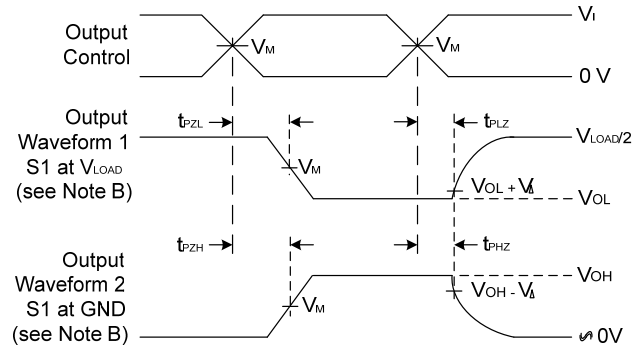 Output
Control
VM
VM
VI
0 V
Output
Waveform 1
S1 at VLOAD
(see Note B)
tPZL
VM
tPLZ
VLOAD/2
VOL + VΔ
VOL
Output
Waveform 2
S1 at GND
(see Note B)
tPZH
VM
tPHZ
VOH
VOH - VΔ
∽ 0V